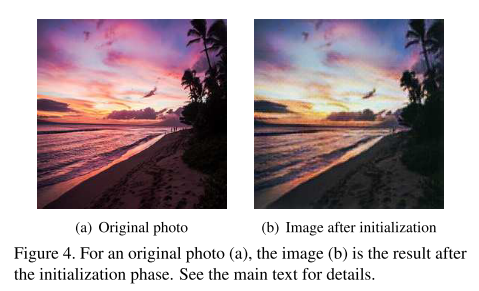 (a) Original photo
(b) Image after initialization
Figure 4. For an original photo (a), the image (b) is the result after
the initialization phase. See the main text for details.